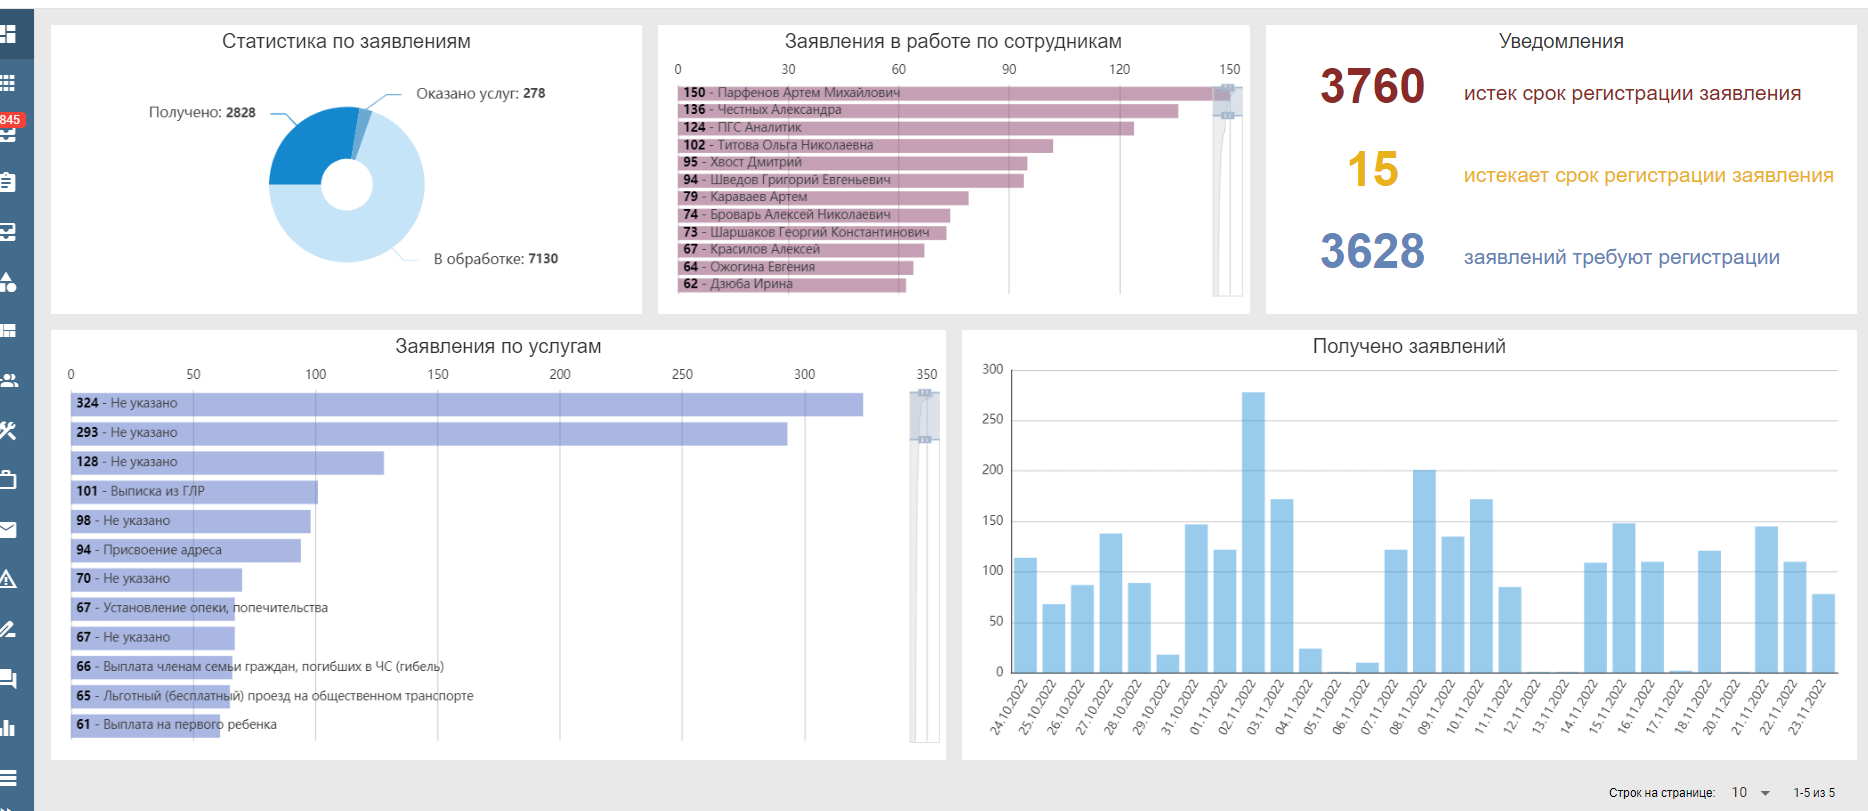 845
Статистика по заявлениям
Оказано услуг: 278
Получено: 2828
В обработке: 7130
Заявления в работе по сотрудникам
0 30 60 90 120 150
150 - Парфенов Артем Михайлович
136 - Честных Александра
124 - ПГС Аналитик
102 - Титова Ольга Николаевна
95 - Хвост Дмитрий
94 - Шведов Григорий Евгеньевич
79 - Караваев Артем
74 - Броварь Алексей Николаевич
73 - Шаршаков Георгий Константинович
67 - Красилов Алексей
64 - Ожогина Евгения
62 - Дзюба Ирина
Уведомления
3760 истек срок регистрации заявления
15 истекает срок регистрации заявления
3628 заявлений требуют регистрации
Заявления по услугам
0 50 100 150 200 250 300 350
324 - Не указано
293 - Не указано
128 - Не указано
101 - Выписка из ГЛР
98 - Не указано
94 - Присвоение адреса
70 - Не указано
67 - Установление опеки, попечительства
67 - Не указано
66 - Выплата членам семьи граждан, погибших в ЧС (гибель)
65 - Льготный (бесплатный) проезд на общественном транспорте
61 - Выплата на первого ребенка
Получено заявлений
300
250
200
150
100
50
0
24.10.2022 25.10.2022 26.10.2022 27.10.2022 28.10.2022 29.10.2022 31.10.2022 01.11.2022 02.11.2022 03.11.2022 04.11.2022 05.11.2022 06.11.2022 07.11.2022 08.11.2022 09.11.2022 10.11.2022 11.11.2022 12.11.2022 13.11.2022 14.11.2022 15.11.2022 16.11.2022 17.11.2022 18.11.2022 20.11.2022 21.11.2022 22.11.2022 23.11.2022
Строк на странице: 10 1-5 из 5